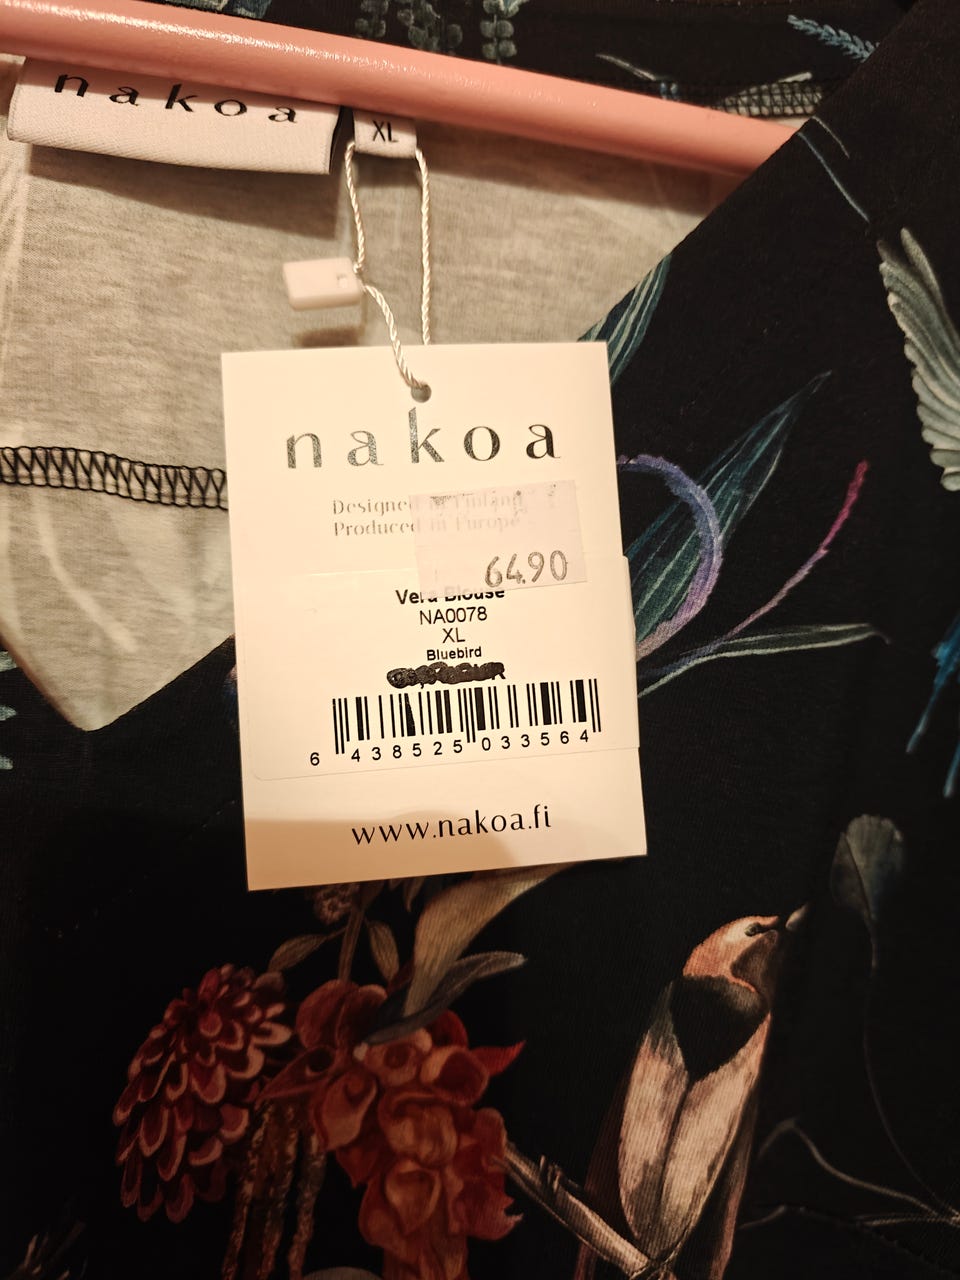 nakoa
XL
nakoa
Designed in Finland
Produced in Europe
64.90
Vera Blouse
NA0078
XL
Bluebird
6 438525 033564
www.nakoa.fi